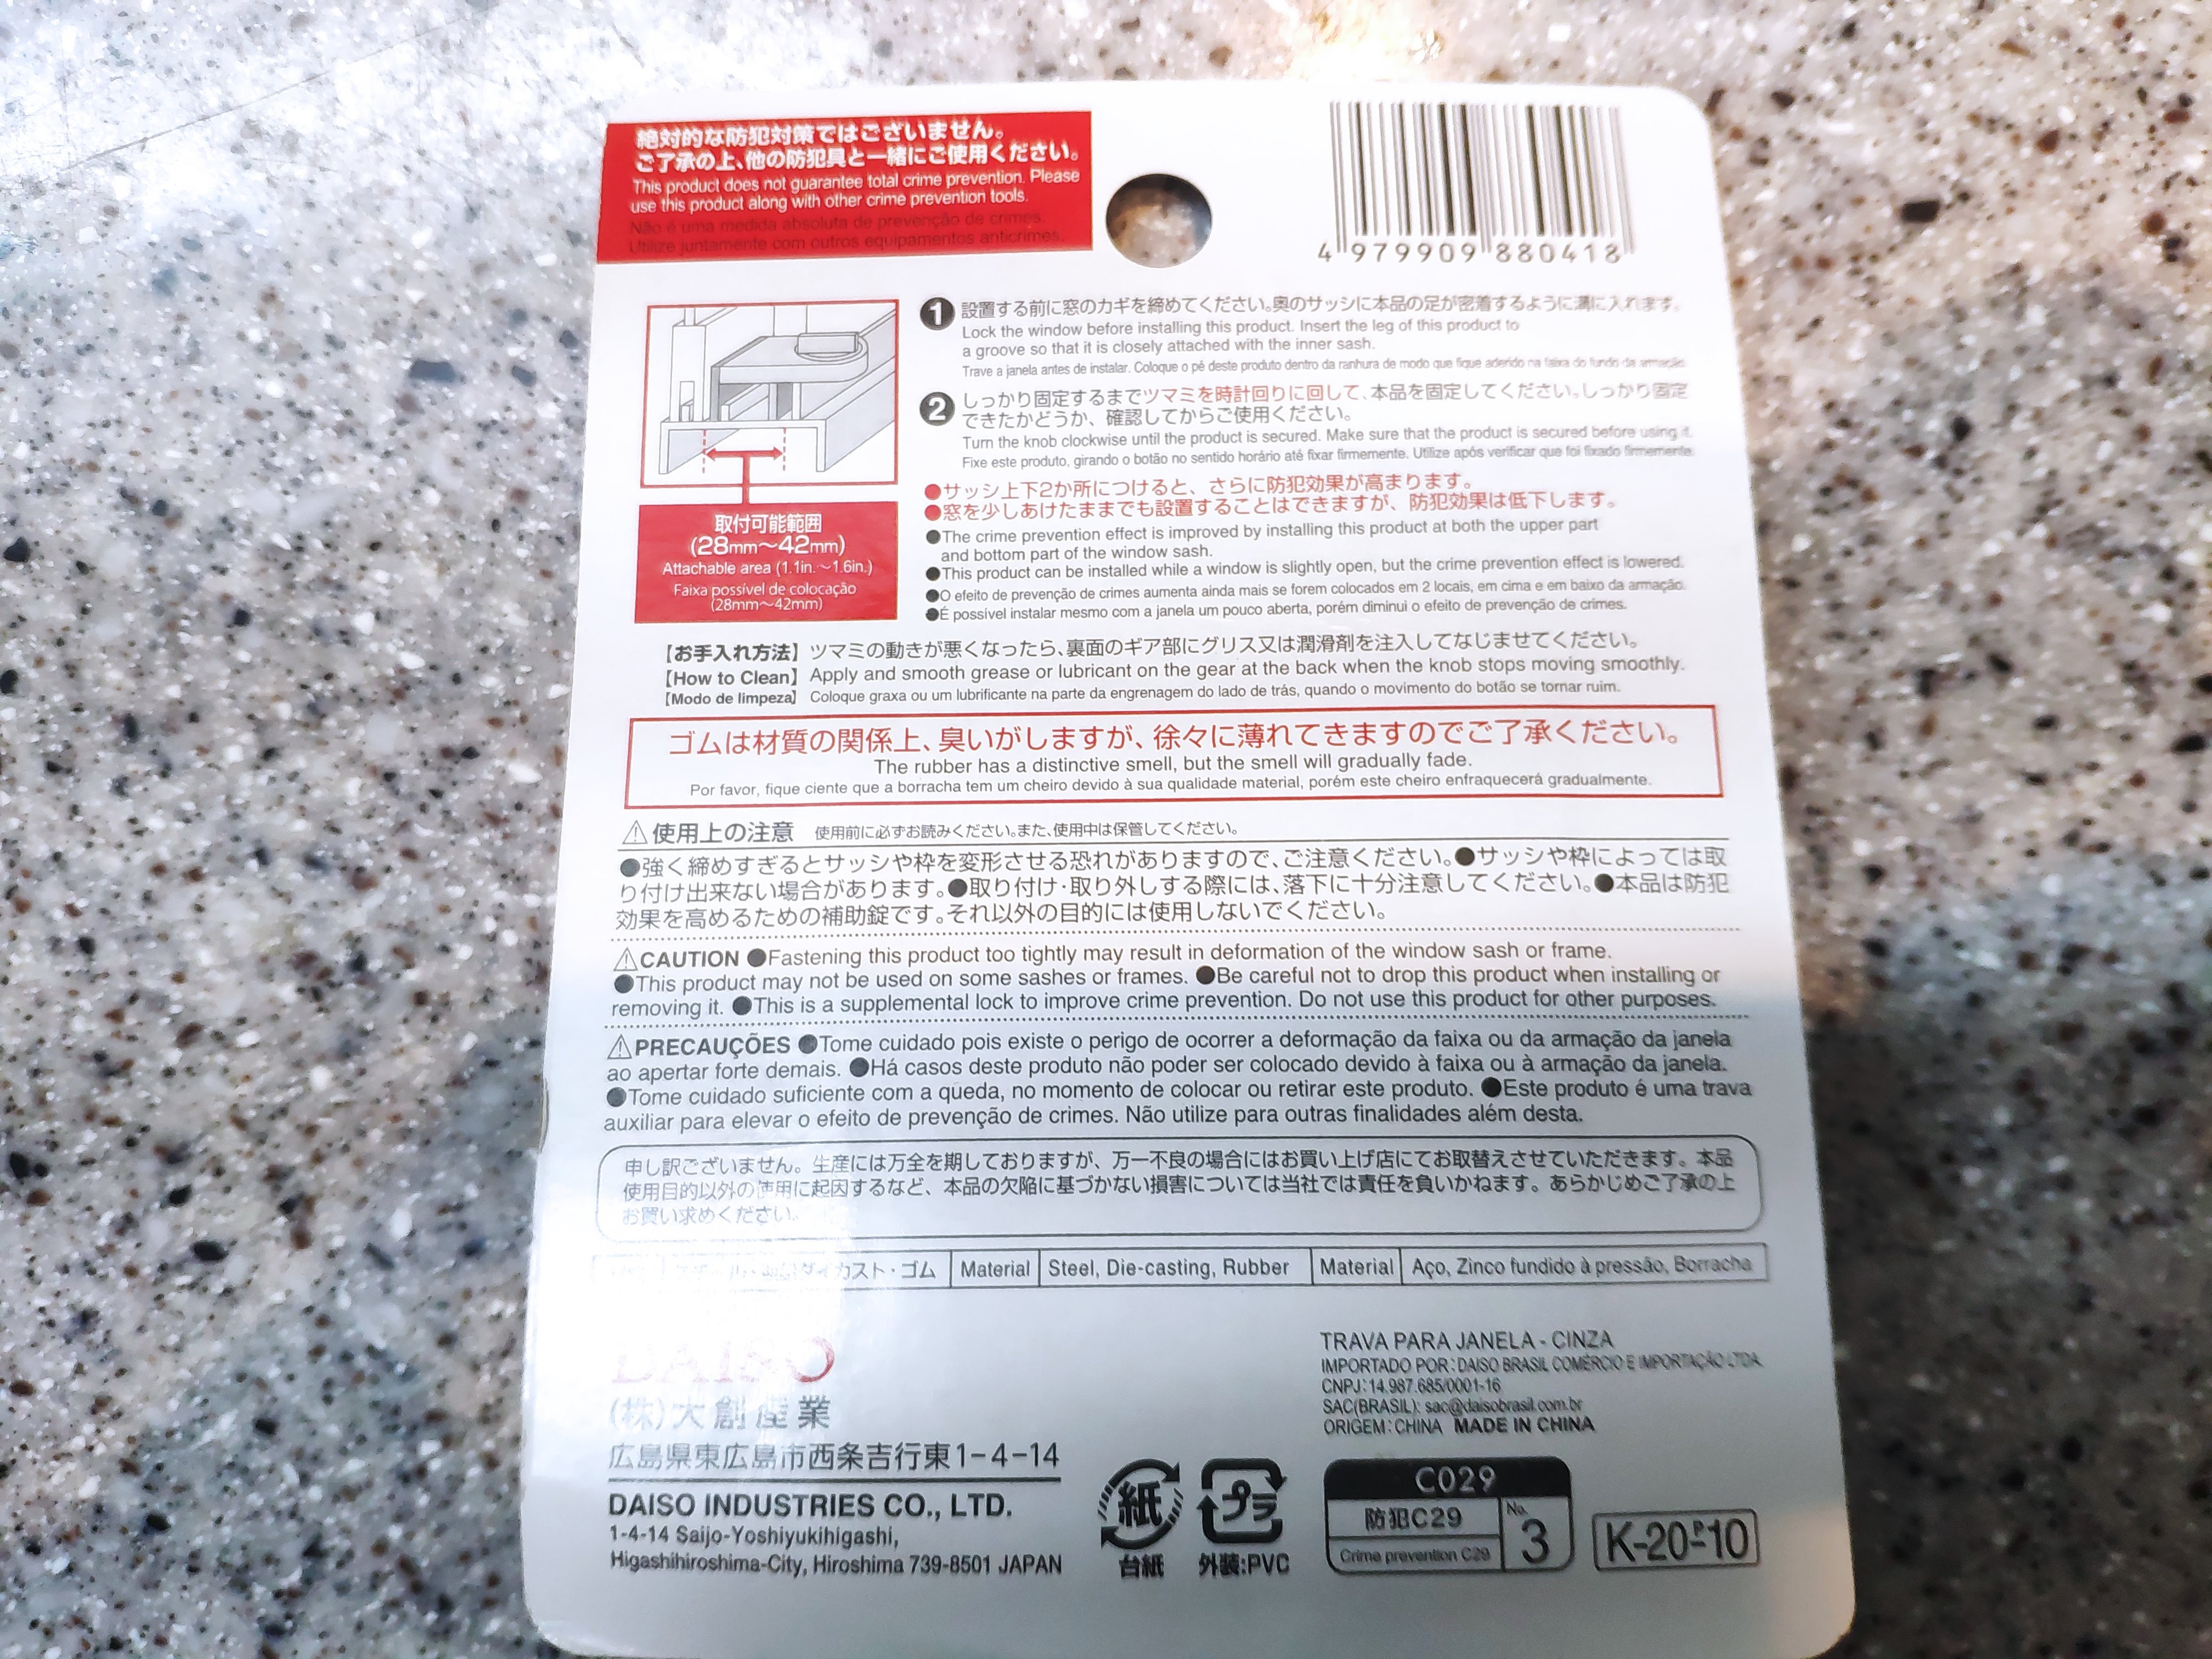 絶対的な防犯対策ではございません。
ご了承の上、他の防犯具と一緒にご使用ください。
This product does not guarantee total crime prevention. Please
use this product along with other crime prevention tools.
Não é uma medida absoluta de prevenção de crimes.
Utilize juntamente com outros equipamentos anticrimes.
4 979909 880418
1 設置する前に窓のカギを締めてください。奥のサッシに本品の足が密着するように溝に入れます。
Lock the window before installing this product. Insert the leg of this product to
a groove so that it is closely attached with the inner sash.
Trave a janela antes de instalar. Coloque o pé deste produto dentro da ranhura de modo que fique aderido na faixa do fundo da armação.
2 しっかり固定するまでツマミを時計回りに回して、本品を固定してください。しっかり固定
できたかどうか、確認してからご使用ください。
Turn the knob clockwise until the product is secured. Make sure that the product is secured before using it.
Fixe este produto, girando o botão no sentido horário até fixar firmemente. Utilize após verificar que foi fixado firmemente.
●サッシ上下2か所につけると、さらに防犯効果が高まります。
●窓を少しあけたままでも設置することはできますが、防犯効果は低下します。
●The crime prevention effect is improved by installing this product at both the upper part
and bottom part of the window sash.
●This product can be installed while a window is slightly open, but the crime prevention effect is lowered.
●O efeito de prevenção de crimes aumenta ainda mais se forem colocados em 2 locais, em cima e em baixo da armação.
●É possível instalar mesmo com a janela um pouco aberta, porém diminui o efeito de prevenção de crimes.
取付可能範囲
(28mm～42mm)
Attachable area (1.1in.～1.6in.)
Faixa possível de colocação
(28mm～42mm)
【お手入れ方法】 ツマミの動きが悪くなったら、裏面のギア部にグリス又は潤滑剤を注入してなじませてください。
【How to Clean】 Apply and smooth grease or lubricant on the gear at the back when the knob stops moving smoothly.
【Modo de limpeza】 Coloque graxa ou um lubrificante na parte da engrenagem do lado de trás, quando o movimento do botão se tornar ruim.
ゴムは材質の関係上、臭いがしますが、徐々に薄れてきますのでご了承ください。
The rubber has a distinctive smell, but the smell will gradually fade.
Por favor, fique ciente que a borracha tem um cheiro devido à sua qualidade material, porém este cheiro enfraquecerá gradualmente.
⚠使用上の注意 使用前に必ずお読みください。また、使用中は保管してください。
●強く締めすぎるとサッシや枠を変形させる恐れがありますので、ご注意ください。●サッシや枠によっては取
り付け出来ない場合があります。●取り付け・取り外しする際には、落下に十分注意してください。●本品は防犯
効果を高めるための補助錠です。それ以外の目的には使用しないでください。
⚠CAUTION ●Fastening this product too tightly may result in deformation of the window sash or frame.
●This product may not be used on some sashes or frames. ●Be careful not to drop this product when installing or
removing it. ●This is a supplemental lock to improve crime prevention. Do not use this product for other purposes.
⚠PRECAUÇÕES ●Tome cuidado pois existe o perigo de ocorrer a deformação da faixa ou da armação da janela
ao apertar forte demais. ●Há casos deste produto não poder ser colocado devido à faixa ou à armação da janela.
●Tome cuidado suficiente com a queda, no momento de colocar ou retirar este produto. ●Este produto é uma trava
auxiliar para elevar o efeito de prevenção de crimes. Não utilize para outras finalidades além desta.
申し訳ございません。生産には万全を期しておりますが、万一不良の場合にはお買い上げ店にてお取替えさせていただきます。本品
使用目的以外の使用に起因するなど、本品の欠陥に基づかない損害については当社では責任を負いかねます。あらかじめご了承の上
お買い求めください。
ダイカスト・ゴム Material Steel, Die-casting, Rubber Material Aço, Zinco fundido à pressão, Borracha
DAISO
(株)大創産業
広島県東広島市西条吉行東1-4-14
DAISO INDUSTRIES CO., LTD.
1-4-14 Saijo-Yoshiyukihigashi,
Higashihiroshima-City, Hiroshima 739-8501 JAPAN
TRAVA PARA JANELA - CINZA
IMPORTADO POR: DAISO BRASIL COMÉRCIO E IMPORTAÇÃO LTDA.
CNPJ: 14.987.685/0001-16
SAC(BRASIL): sac@daisobrasil.com.br
ORIGEM: CHINA MADE IN CHINA
紙
台紙
プラ
外装:PVC
C029
防犯C29
Crime prevention C29
No.
3
K-20-P10